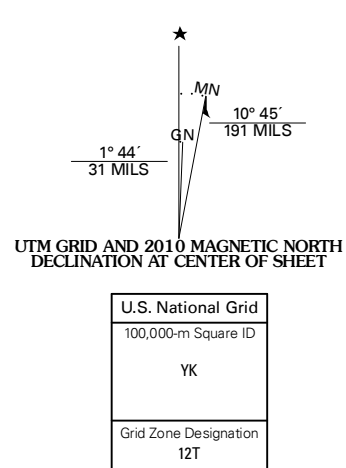 ★
MN
10° 45´
191 MILS
GN
1° 44´
31 MILS
UTM GRID AND 2010 MAGNETIC NORTH
DECLINATION AT CENTER OF SHEET
U.S. National Grid
100,000-m Square ID
YK
Grid Zone Designation
12T